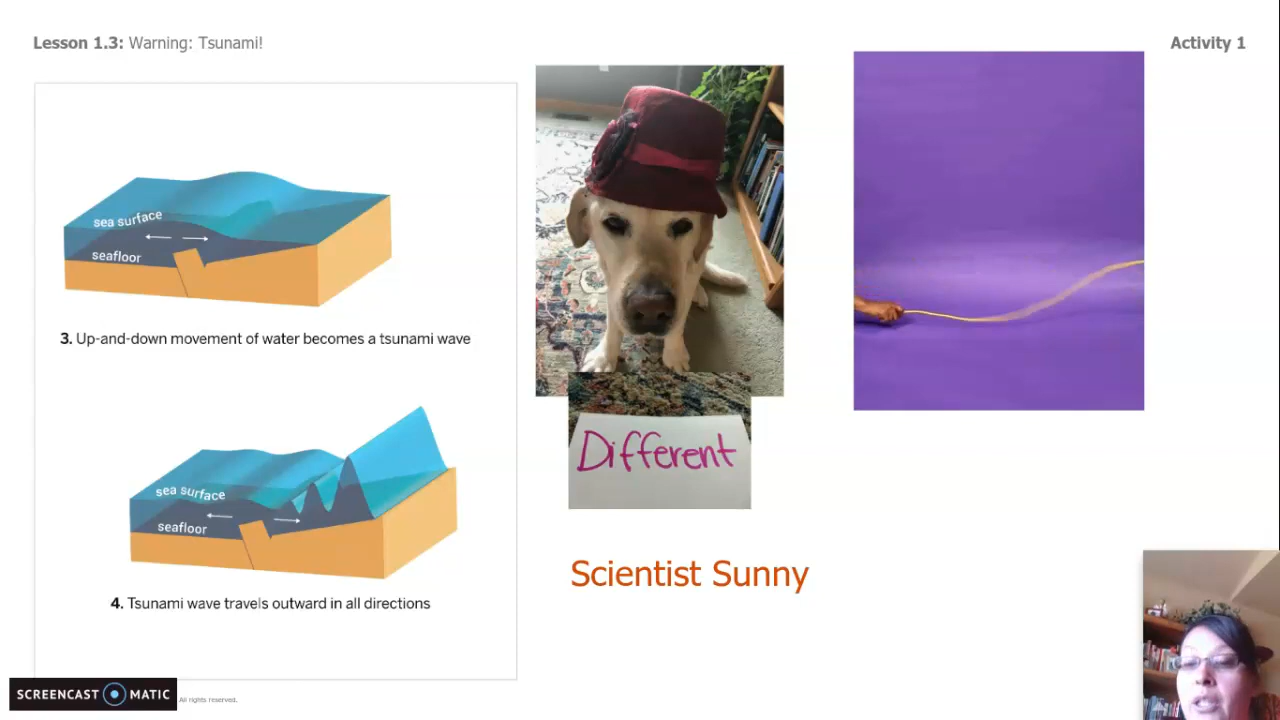 Lesson 1.3: Warning: Tsunami!
Activity 1
sea surface
seafloor
3. Up-and-down movement of water becomes a tsunami wave
sea surface
seafloor
4. Tsunami wave travels outward in all directions
Different
Scientist Sunny
SCREENCAST MATIC
All rights reserved.